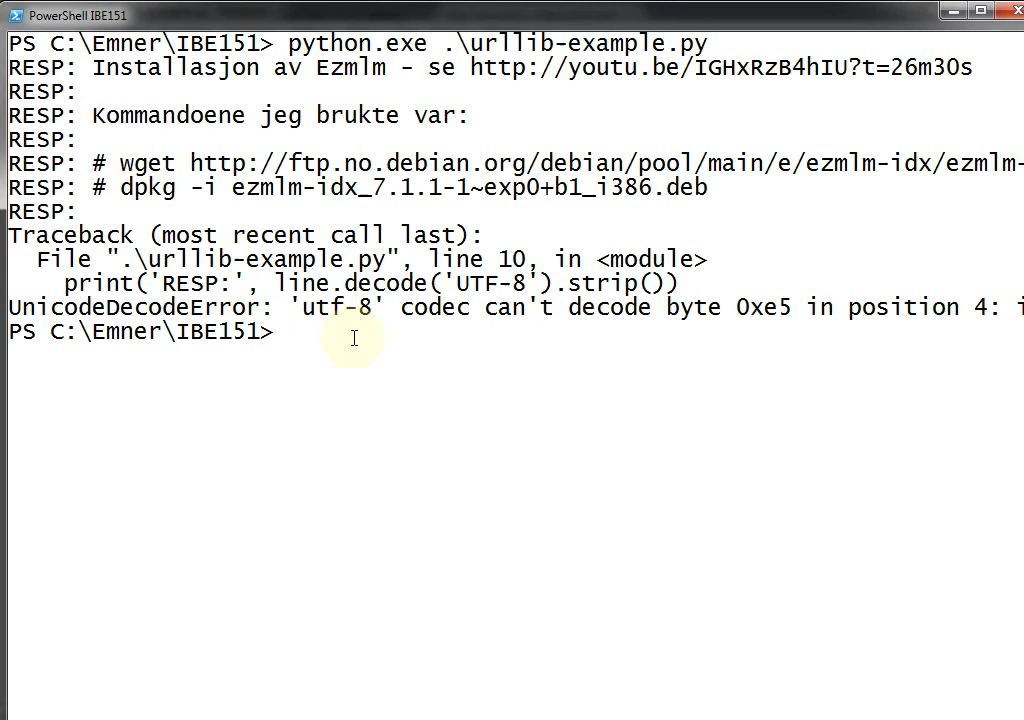 PowerShell IBE151
PS C:\Emner\IBE151> python.exe .\urllib-example.py
RESP: Installasjon av Ezmlm - se http://youtu.be/IGHxRzB4hIU?t=26m30s
RESP:
RESP: Kommandoene jeg brukte var:
RESP:
RESP: # wget http://ftp.no.debian.org/debian/pool/main/e/ezmlm-idx/ezmlm-
RESP: # dpkg -i ezmlm-idx_7.1.1-1~exp0+b1_i386.deb
RESP:
Traceback (most recent call last):
  File ".\urllib-example.py", line 10, in <module>
    print('RESP:', line.decode('UTF-8').strip())
UnicodeDecodeError: 'utf-8' codec can't decode byte 0xe5 in position 4: i
PS C:\Emner\IBE151>